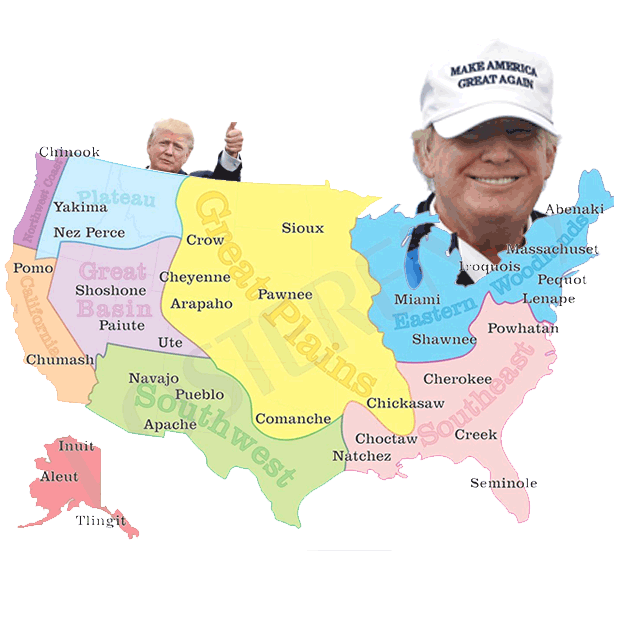 MAKE AMERICA
GREAT AGAIN
Chinook
Northwest Coast
Plateau
Yakima
Nez Perce
Great Plains
Sioux
Crow
Cheyenne
Arapaho
Pawnee
Abenaki
Massachuset
Iroquois
Pequot
Lenape
Eastern Woodlands
Miami
Shawnee
Powhatan
Pomo
California
Chumash
Great
Basin
Shoshone
Paiute
Ute
Navajo
Pueblo
Southwest
Apache
Comanche
Cherokee
Chickasaw
Southeast
Choctaw
Creek
Natchez
Seminole
Inuit
Aleut
Tlingit